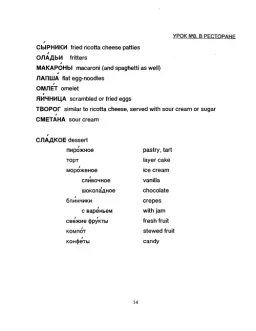 УРОК №8. В РЕСТОРАНЕ
СЫ́РНИКИ fried ricotta cheese patties
ОЛА́ДЬИ fritters
МАКАРО́НЫ macaroni (and spaghetti as well)
ЛАПША́ flat egg-noodles
ОМЛЕ́Т omelet
ЯИ́ЧНИЦА scrambled or fried eggs
ТВОРОГ similar to ricotta cheese, served with sour cream or sugar
СМЕТА́НА sour cream
СЛА́ДКОЕ dessert
пиро́жное pastry, tart
торт layer cake
моро́женое ice cream
сли́вочное vanilla
шокола́дное chocolate
бли́нчики crepes
с варе́ньем with jam
све́жие фру́кты fresh fruit
компо́т stewed fruit
конфе́ты candy
14